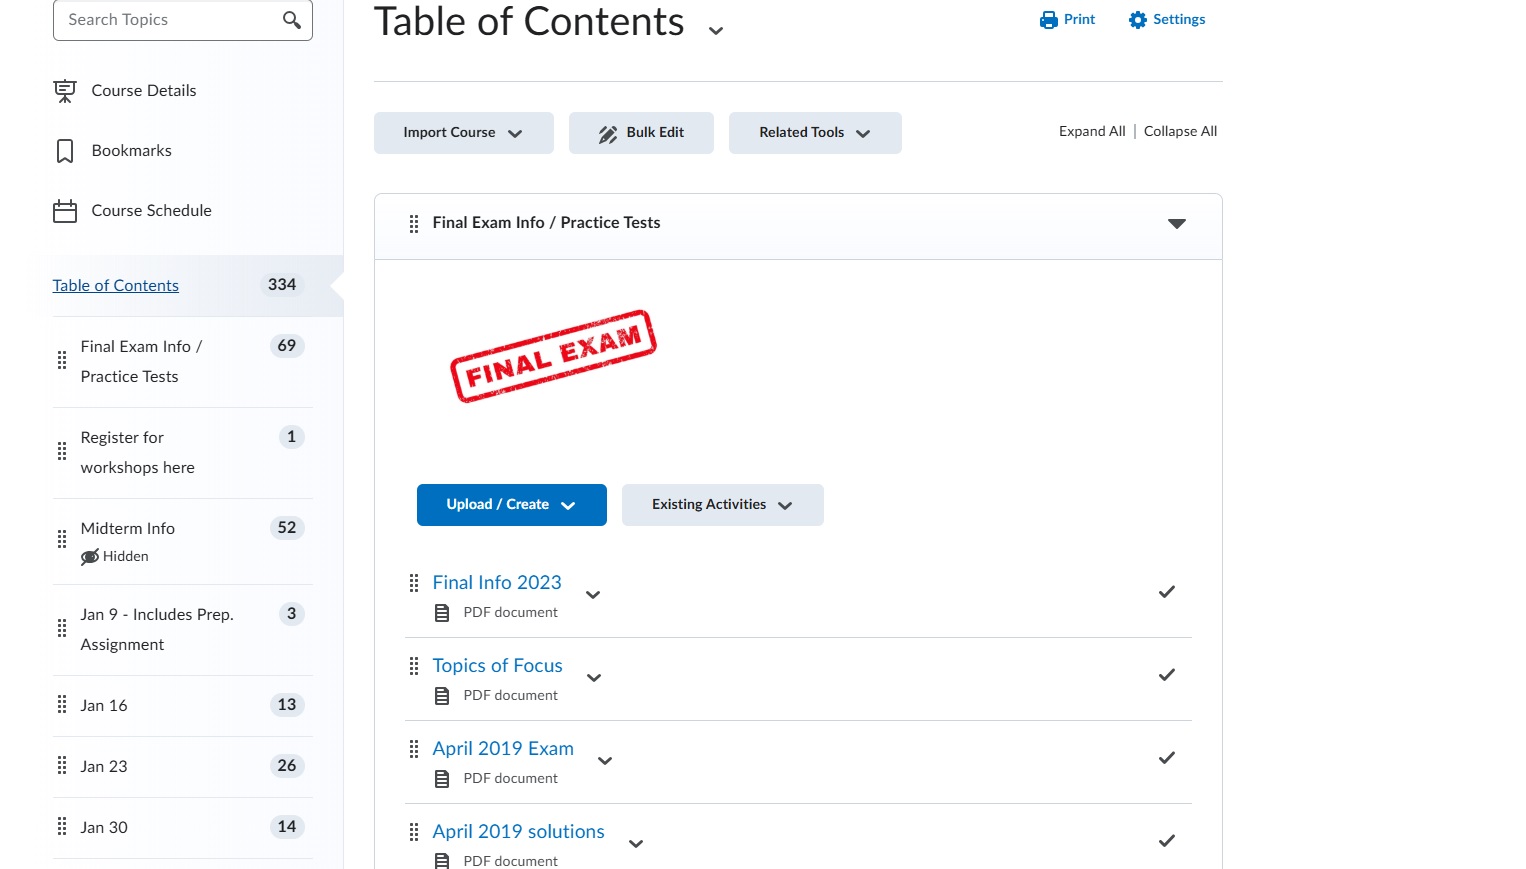 Search Topics
Course Details
Bookmarks
Course Schedule
Table of Contents 334
Final Exam Info /
Practice Tests
69
Register for
workshops here
1
Midterm Info
52
Hidden
Jan 9 - Includes Prep.
Assignment
3
Jan 16 13
Jan 23 26
Jan 30 14
Table of Contents
Print
Settings
Import Course
Bulk Edit
Related Tools
Expand All | Collapse All
Final Exam Info / Practice Tests
FINAL EXAM
Upload / Create
Existing Activities
Final Info 2023
PDF document
Topics of Focus
PDF document
April 2019 Exam
PDF document
April 2019 solutions
PDF document